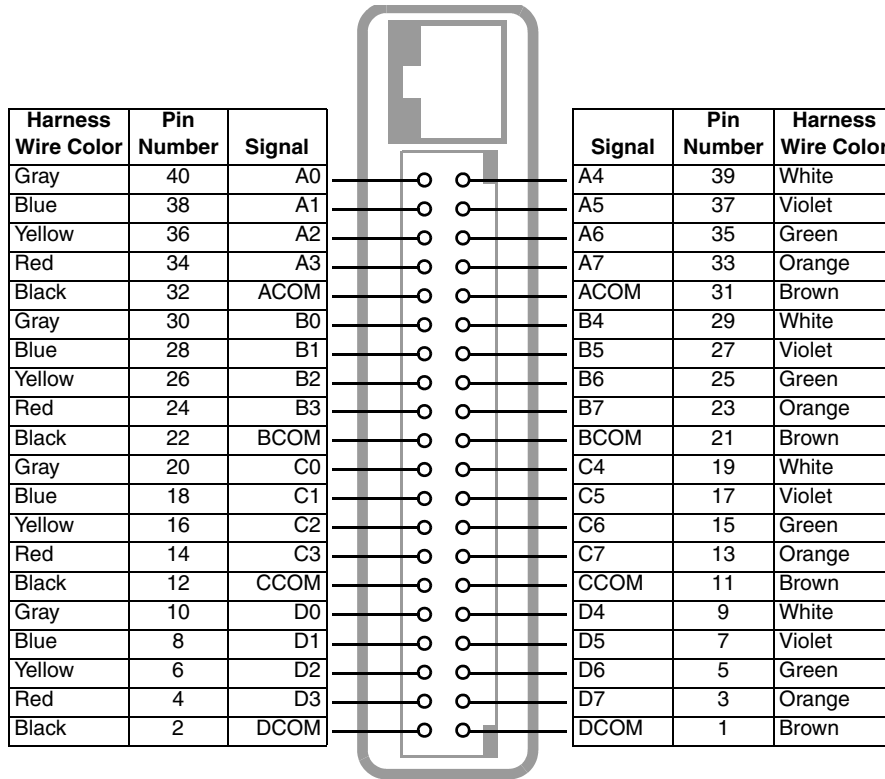 Harness Wire Color Pin Number Signal Signal Pin Number Harness Wire Color
Gray 40 A0 A4 39 White
Blue 38 A1 A5 37 Violet
Yellow 36 A2 A6 35 Green
Red 34 A3 A7 33 Orange
Black 32 ACOM ACOM 31 Brown
Gray 30 B0 B4 29 White
Blue 28 B1 B5 27 Violet
Yellow 26 B2 B6 25 Green
Red 24 B3 B7 23 Orange
Black 22 BCOM BCOM 21 Brown
Gray 20 C0 C4 19 White
Blue 18 C1 C5 17 Violet
Yellow 16 C2 C6 15 Green
Red 14 C3 C7 13 Orange
Black 12 CCOM CCOM 11 Brown
Gray 10 D0 D4 9 White
Blue 8 D1 D5 7 Violet
Yellow 6 D2 D6 5 Green
Red 4 D3 D7 3 Orange
Black 2 DCOM DCOM 1 Brown